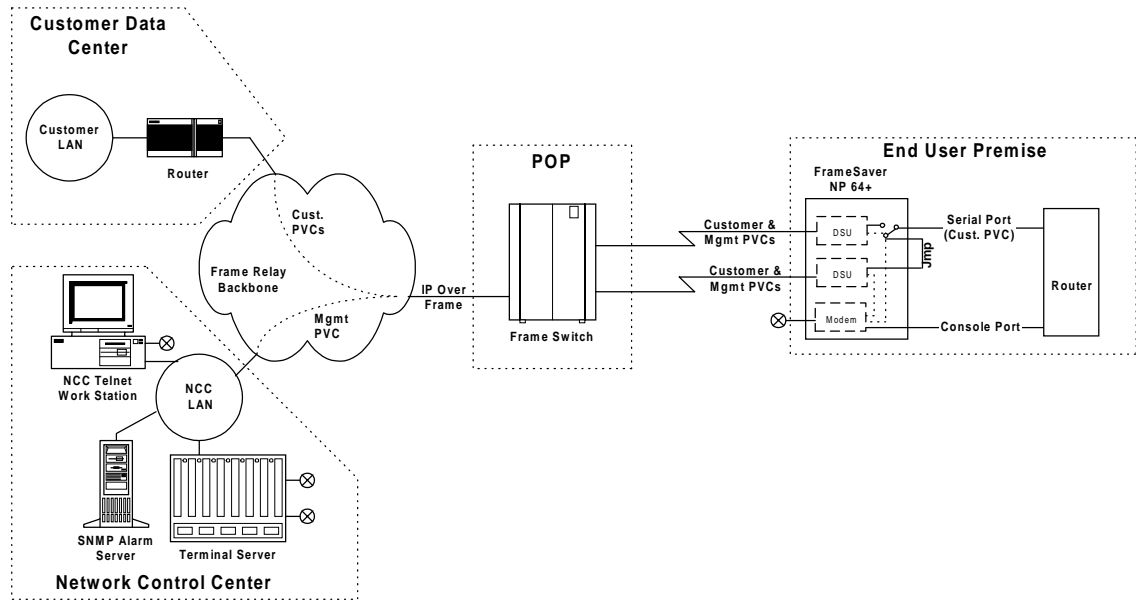 Customer Data
Center
Customer
LAN
Router
Cust.
PVCs
Frame Relay
Backbone
Mgmt
PVC
IP Over
Frame
POP
Frame Switch
Customer &
Mgmt PVCs
Customer &
Mgmt PVCs
End User Premise
FrameSaver
NP 64+
DSU
DSU
Modem
Serial Port
(Cust. PVC)
Jmp
Console Port
Router
NCC Telnet
Work Station
NCC
LAN
SNMP Alarm
Server
Terminal Server
Network Control Center